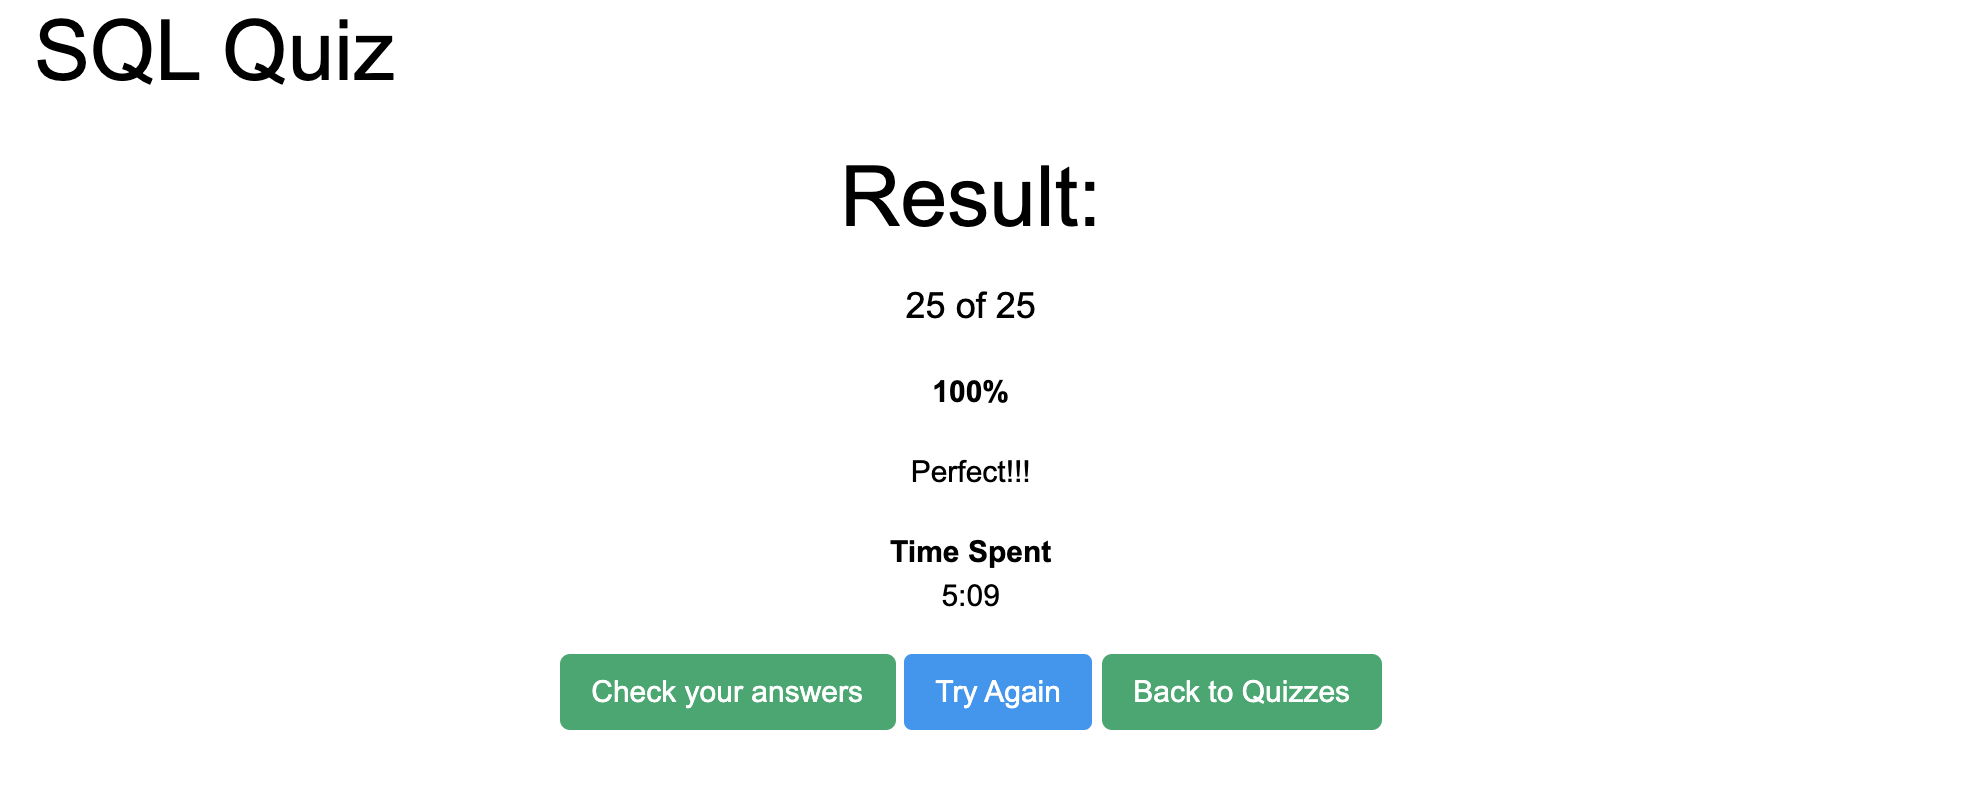 SQL Quiz
Result:
25 of 25
100%
Perfect!!!
Time Spent
5:09
Check your answers
Try Again
Back to Quizzes